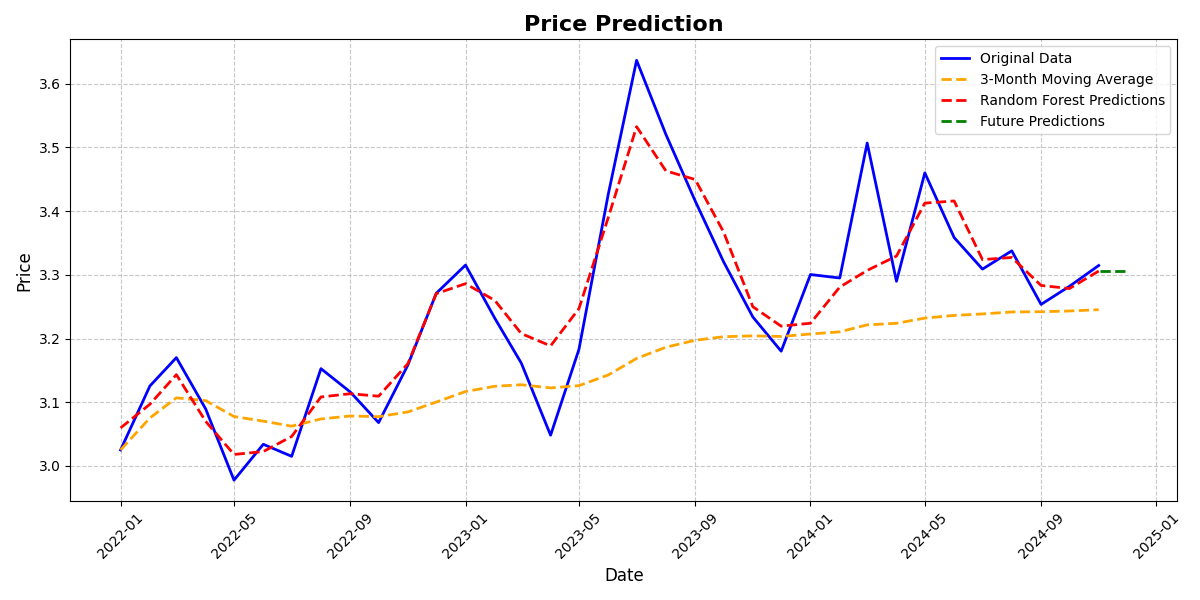 Price Prediction
Original Data
3-Month Moving Average
Random Forest Predictions
Future Predictions
Price
3.6
3.5
3.4
3.3
3.2
3.1
3.0
2022-01
2022-05
2022-09
2023-01
2023-05
2023-09
2024-01
2024-05
2024-09
2025-01
Date